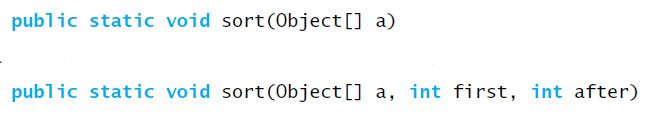 public static void sort(Object[] a)
public static void sort(Object[] a, int first, int after)